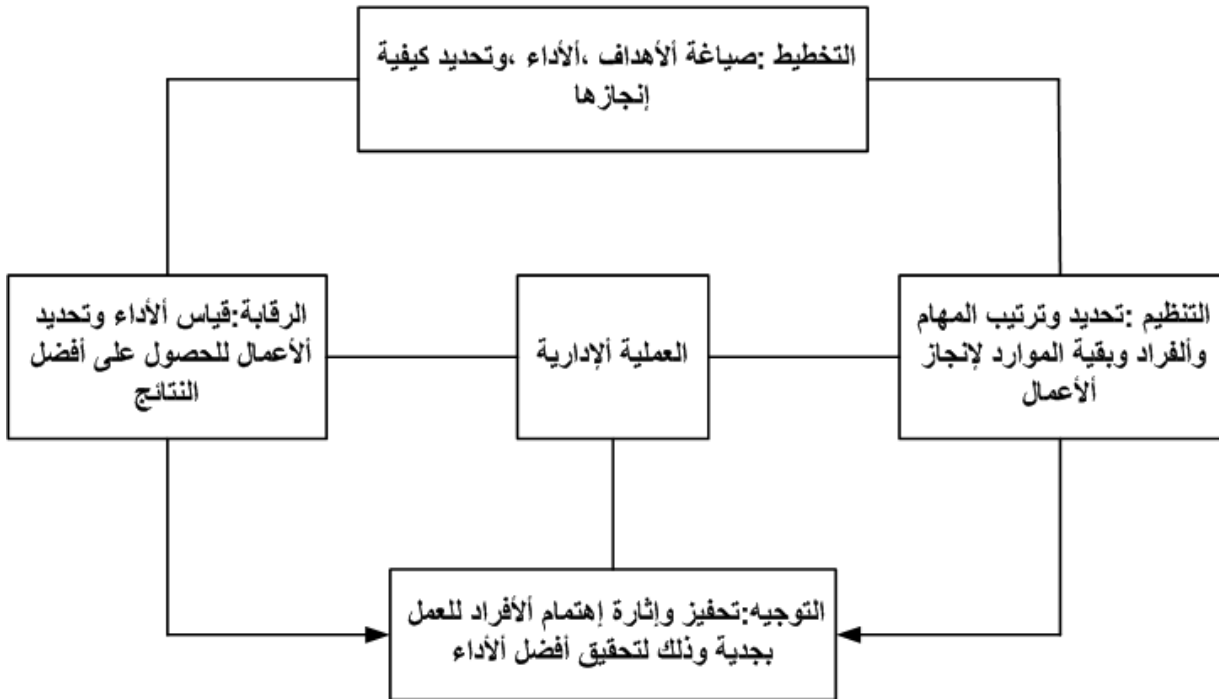 التخطيط :صياغة ألأهداف ،ألأداء ،وتحديد كيفية
إنجازها
التنظيم :تحديد وترتيب المهام
وألفراد وبقية الموارد لإنجاز
ألأعمال
العملية ألإدارية
الرقابة:قياس ألأداء وتحديد
ألأعمال للحصول على أفضل
النتائج
التوجيه:تحفيز وإثارة إهتمام ألأفراد للعمل
بجدية وذلك لتحقيق أفضل ألأداء